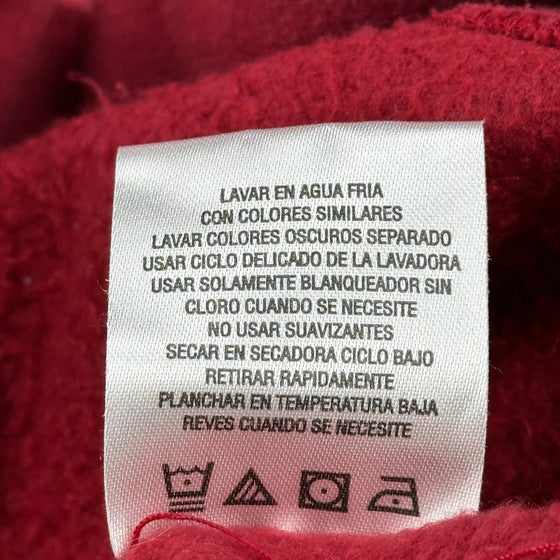 LAVAR EN AGUA FRIA
CON COLORES SIMILARES
LAVAR COLORES OSCUROS SEPARADO
USAR CICLO DELICADO DE LA LAVADORA
USAR SOLAMENTE BLANQUEADOR SIN
CLORO CUANDO SE NECESITE
NO USAR SUAVIZANTES
SECAR EN SECADORA CICLO BAJO
RETIRAR RAPIDAMENTE
PLANCHAR EN TEMPERATURA BAJA
REVES CUANDO SE NECESITE